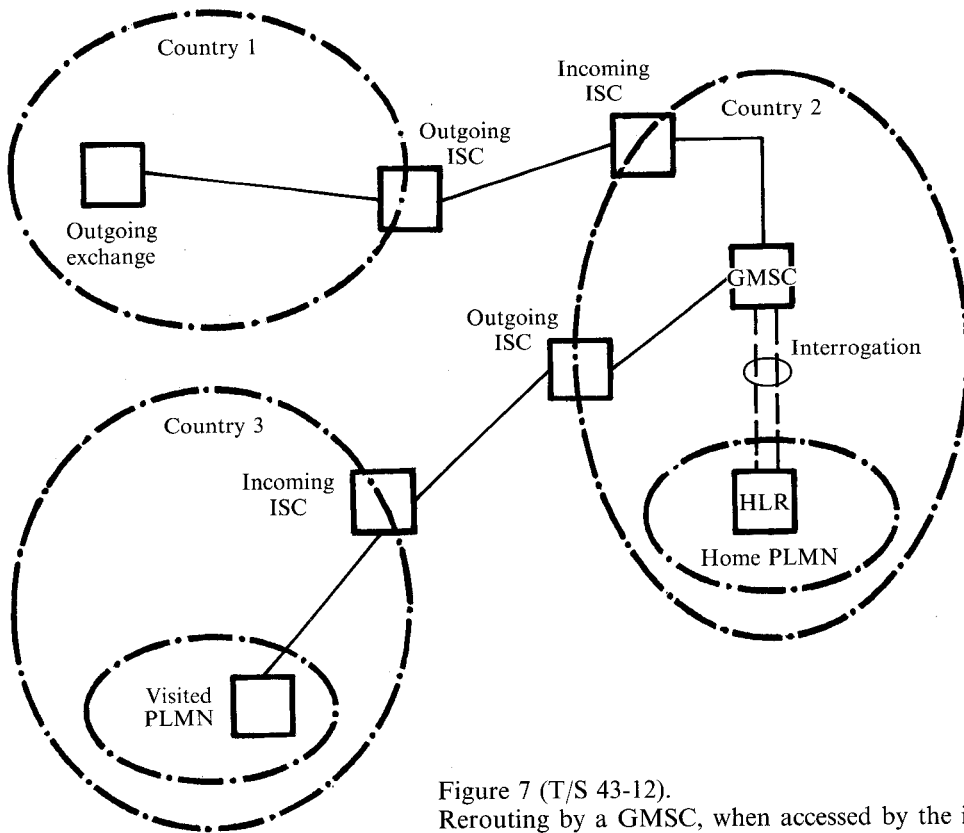 Country 1
Outgoing
exchange
Outgoing
ISC
Incoming
ISC
Country 2
GMSC
Interrogation
HLR
Home PLMN
Outgoing
ISC
Country 3
Incoming
ISC
Visited
PLMN
Figure 7 (T/S 43-12).
Rerouting by a GMSC, when accessed by the i